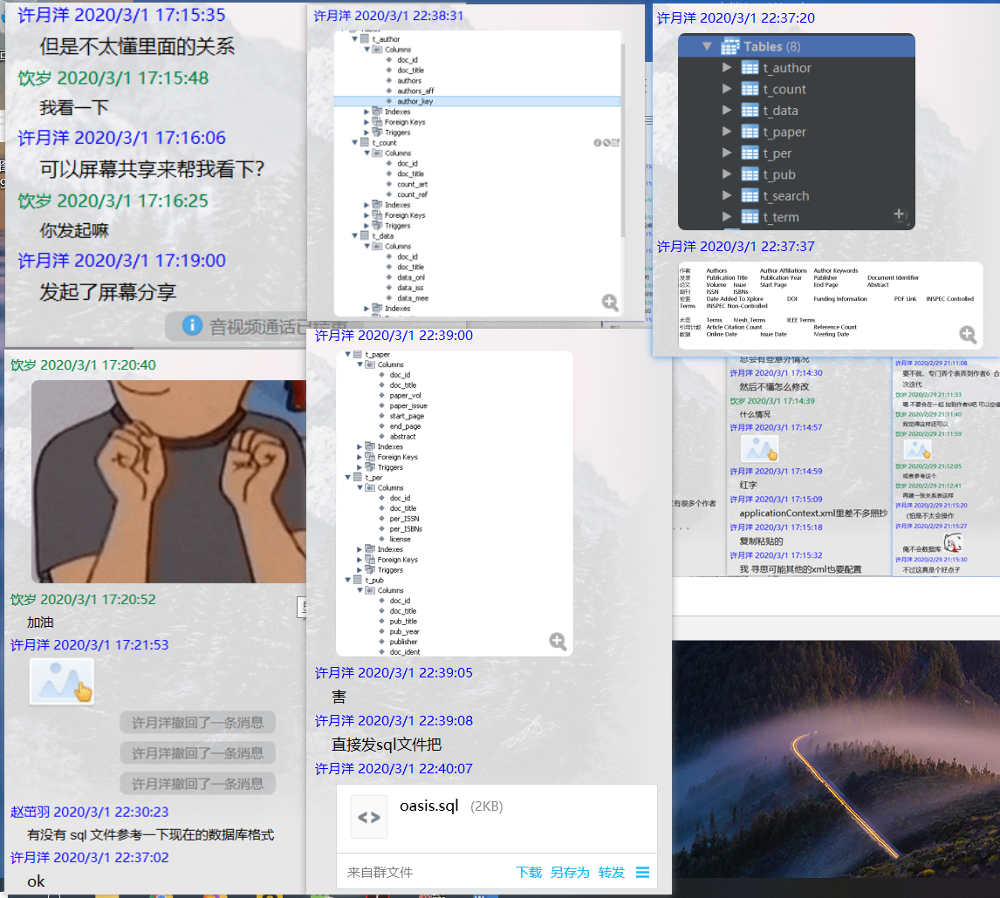 许月洋 2020/3/1 17:15:35
但是不太懂里面的关系
饮岁 2020/3/1 17:15:48
我看一下
许月洋 2020/3/1 17:16:06
可以屏幕共享来帮我看下?
饮岁 2020/3/1 17:16:25
你发起嘛
许月洋 2020/3/1 17:19:00
发起了屏幕分享
音视频通话已结束
饮岁 2020/3/1 17:20:40
饮岁 2020/3/1 17:20:52
加油
许月洋 2020/3/1 17:21:53
许月洋撤回了一条消息
许月洋撤回了一条消息
许月洋撤回了一条消息
赵茁羽 2020/3/1 22:30:23
有没有 sql 文件参考一下现在的数据库格式
许月洋 2020/3/1 22:37:02
ok
许月洋 2020/3/1 22:38:31
t_author
Columns
doc_id
doc_title
authors
authors_aff
author_key
Indexes
Foreign Keys
Triggers
t_count
Columns
doc_id
doc_title
count_art
count_ref
Indexes
Foreign Keys
Triggers
t_data
Columns
doc_id
doc_title
data_onl
data_iss
data_mee
Indexes
许月洋 2020/3/1 22:39:00
t_paper
Columns
doc_id
doc_title
paper_vol
paper_issue
start_page
end_page
abstract
Indexes
Foreign Keys
Triggers
t_per
Columns
doc_id
doc_title
per_ISSN
per_ISBNs
license
Indexes
Foreign Keys
Triggers
t_pub
Columns
doc_id
doc_title
pub_title
pub_year
publisher
doc_ident
许月洋 2020/3/1 22:39:05
害
许月洋 2020/3/1 22:39:08
直接发sql文件把
许月洋 2020/3/1 22:40:07
oasis.sql (2KB)
来自群文件 下载 另存为 转发
许月洋 2020/3/1 22:37:20
Tables (8)
t_author
t_count
t_data
t_paper
t_per
t_pub
t_search
t_term
许月洋 2020/3/1 22:37:37
作者 Authors Author Affiliations Author Keywords
发表 Publication Title Publication Year Publisher Document Identifier
论文 Volume Issue Start Page End Page Abstract
期刊 ISSN ISBNs
检索 Date Added To Xplore DOI Funding Information PDF Link INSPEC Controlled
Terms INSPEC Non-Controlled
术语 Terms Mesh_Terms IEEE Terms
引用计数 Article Citation Count Reference Count
数据 Online Date Issue Date Meeting Date
总会有些意外情况
许月洋 2020/3/1 17:14:30
然后不懂怎么修改
饮岁 2020/3/1 17:14:39
什么情况
许月洋 2020/3/1 17:14:57
许月洋 2020/3/1 17:14:59
红字
许月洋 2020/3/1 17:15:09
applicationContext.xml里差不多照抄
许月洋 2020/3/1 17:15:18
复制粘贴的
许月洋 2020/3/1 17:15:32
我 寻思可能其他的xml也要配置
有很多个作者
许月洋 2020/2/29 21:11:08
要不就，专门弄个表弄到作者6 合
次迭代
饮岁 2020/2/29 21:11:33
嗯 不要合在一起 加到作者6吧 可以空值
饮岁 2020/2/29 21:11:40
我觉得这样还可以
饮岁 2020/2/29 21:11:59
饮岁 2020/2/29 21:12:05
或者参考这个
饮岁 2020/2/29 21:12:41
再建一张关系表这样
许月洋 2020/2/29 21:15:20
(怕是不太会操作
许月洋 2020/2/29 21:15:27
俺不会数据库
许月洋 2020/2/29 21:15:30
不过这真是个好点子